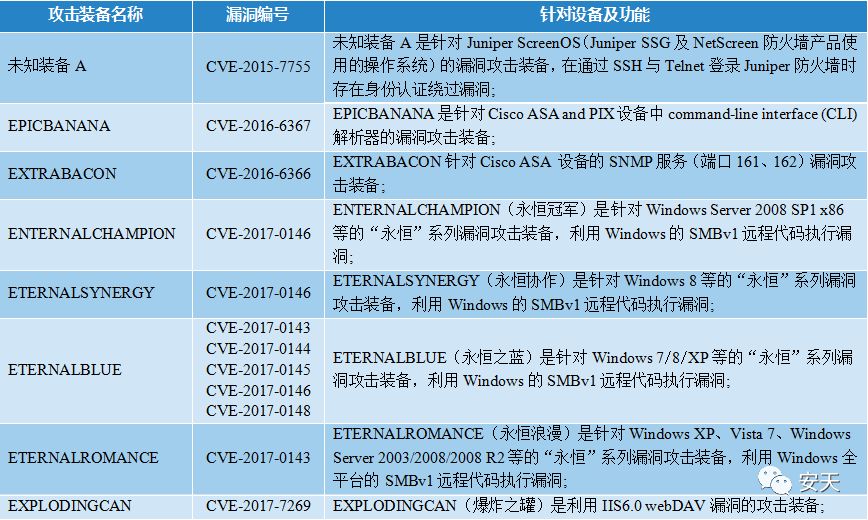 攻击装备名称 漏洞编号 针对设备及功能
未知装备 A CVE-2015-7755 未知装备 A 是针对 Juniper ScreenOS(Juniper SSG 及 NetScreen 防火墙产品使
用的操作系统)的漏洞攻击装备,在通过 SSH 与 Telnet 登录 Juniper 防火墙时
存在身份认证绕过漏洞;
EPICBANANA CVE-2016-6367 EPICBANANA 是针对 Cisco ASA and PIX 设备中 command-line interface (CLI)
解析器的漏洞攻击装备;
EXTRABACON CVE-2016-6366 EXTRABACON 针对 Cisco ASA 设备的 SNMP 服务(端口 161、162)漏洞攻
击装备;
ENTERNALCHAMPION CVE-2017-0146 ENTERNALCHAMPION(永恒冠军)是针对 Windows Server 2008 SP1 x86
等的“永恒”系列漏洞攻击装备,利用 Windows 的 SMBv1 远程代码执行漏
洞;
ETERNALSYNERGY CVE-2017-0146 ETERNALSYNERGY(永恒协作)是针对 Windows 8 等的“永恒”系列漏洞
攻击装备,利用 Windows 的 SMBv1 远程代码执行漏洞;
ETERNALBLUE
CVE-2017-0143
CVE-2017-0144
CVE-2017-0145
CVE-2017-0146
CVE-2017-0148
ETERNALBLUE(永恒之蓝)是针对 Windows 7/8/XP 等的“永恒”系列漏
洞攻击装备,利用 Windows 的 SMBv1 远程代码执行漏洞;
ETERNALROMANCE CVE-2017-0143 ETERNALROMANCE(永恒浪漫)是针对 Windows XP、Vista 7、Windows
Server 2003/2008/2008 R2 等的“永恒”系列漏洞攻击装备,利用 Windows 全
平台的 SMBv1 远程代码执行漏洞;
EXPLODINGCAN CVE-2017-7269 EXPLODINGCAN(爆炸之罐)是利用 IIS6.0 webDAV 漏洞的攻击装备;
安天